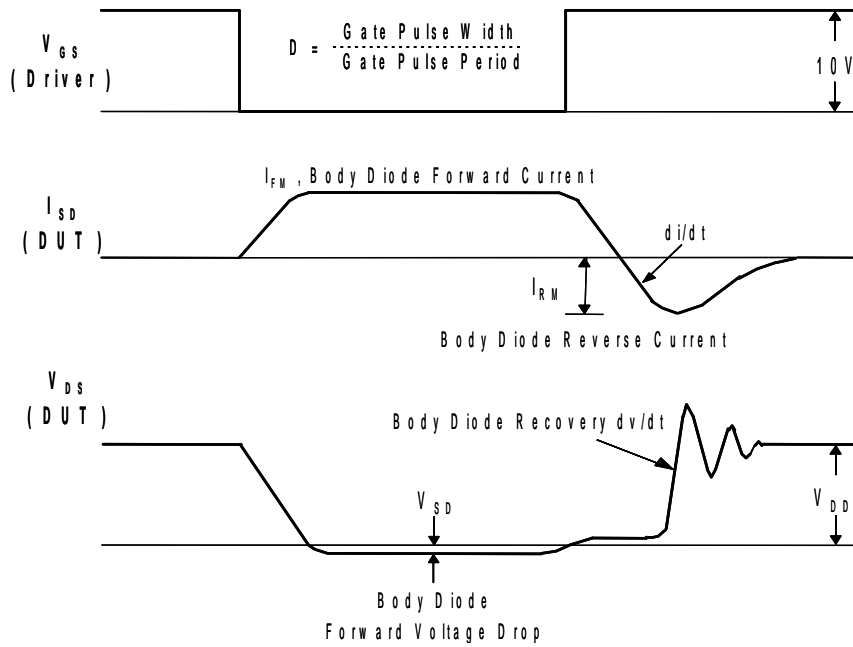 V GS
(Driver)
D = Gate Pulse Width
Gate Pulse Period
10V
I SD
(DUT)
I FM , Body Diode Forward Current
di/dt
I RM
Body Diode Reverse Current
V DS
(DUT)
Body Diode Recovery dv/dt
V SD
V DD
Body Diode
Forward Voltage Drop